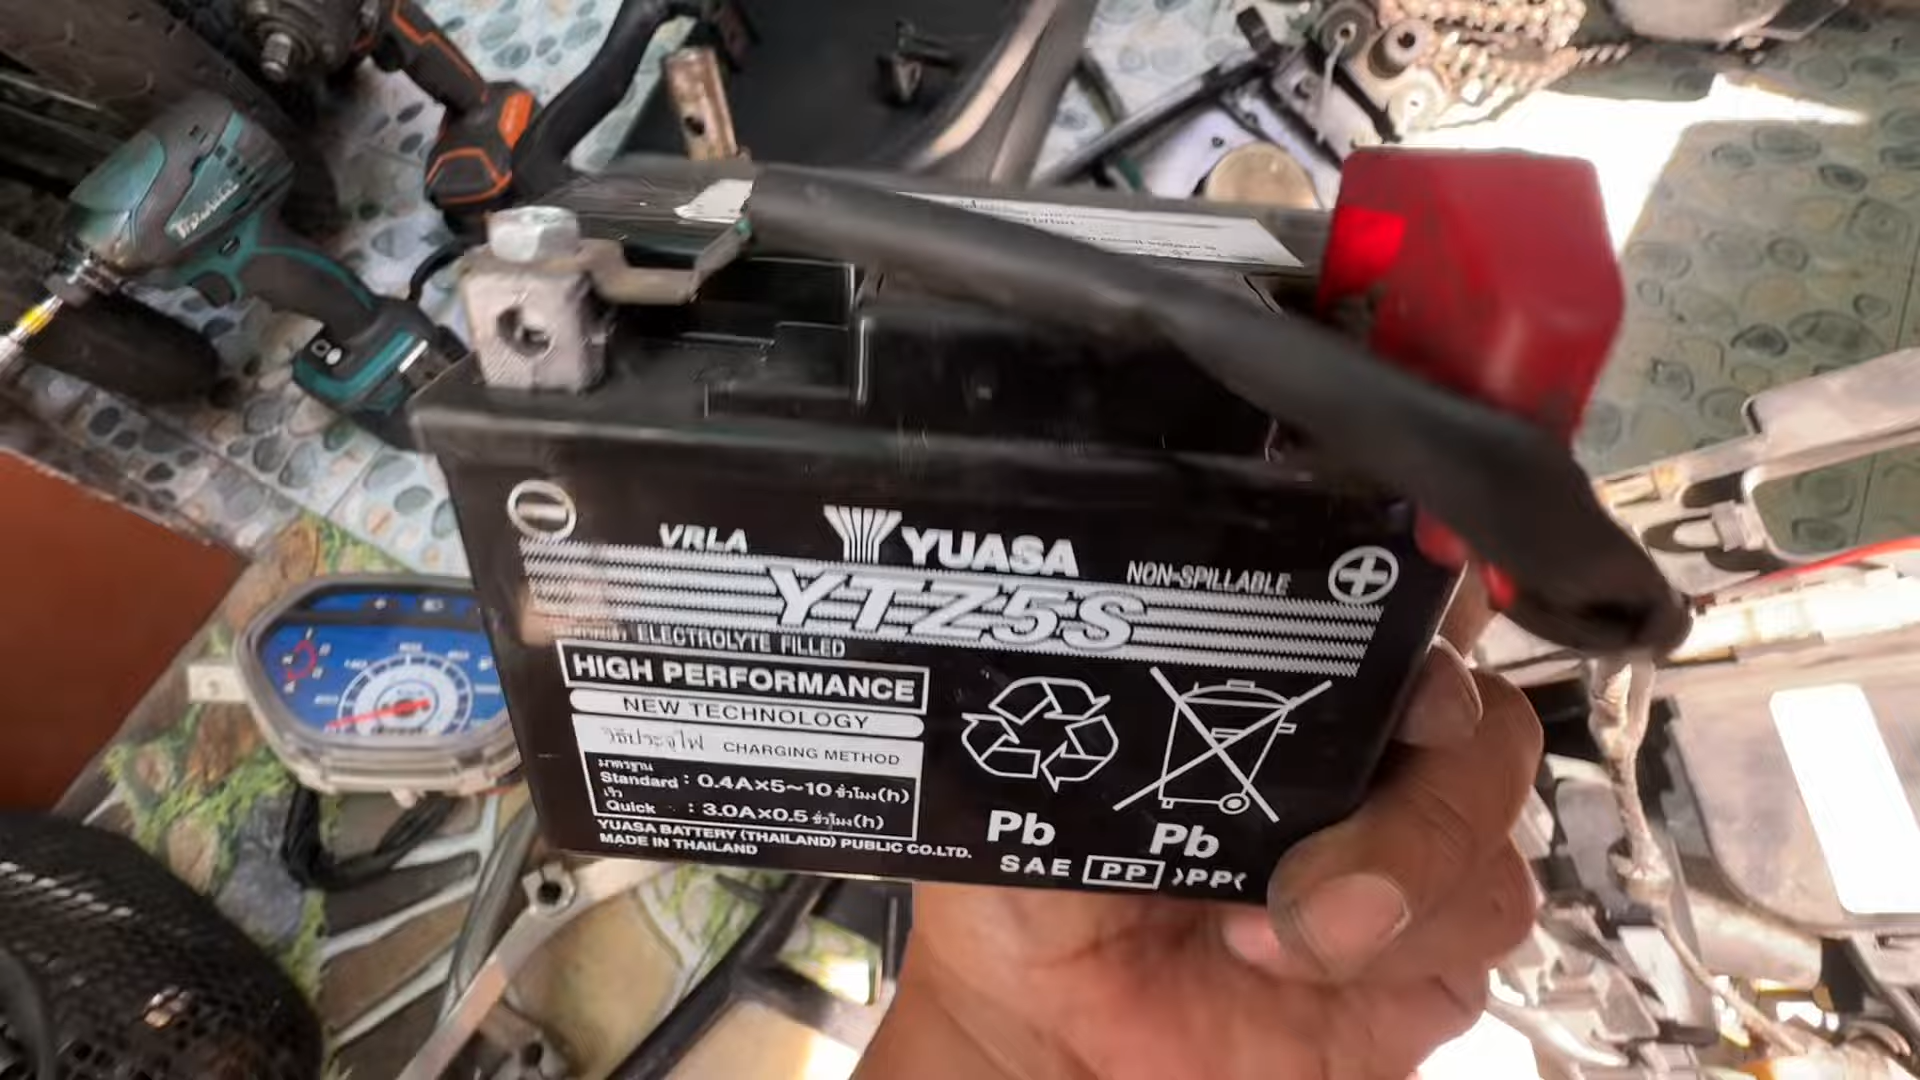 Makita
VRLA
YUASA
NON-SPILLABLE
YTZ5S
ELECTROLYTE FILLED
HIGH PERFORMANCE
NEW TECHNOLOGY
วิธีประจุไฟ CHARGING METHOD
มาตรฐาน
Standard : 0.4A×5~10 ชั่วโมง(h)
เร็ว
Quick : 3.0A×0.5 ชั่วโมง(h)
YUASA BATTERY (THAILAND) PUBLIC CO.LTD.
MADE IN THAILAND
Pb
Pb
SAE PP >PP<